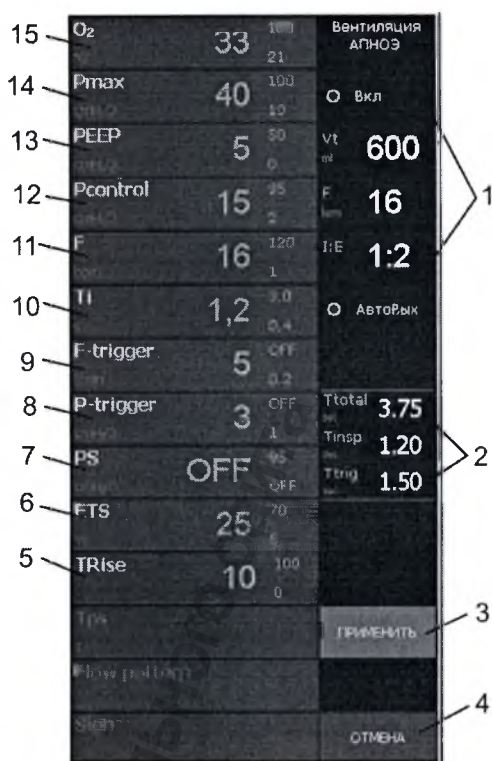 15
O2
33
100
21
14
Pmax
40
100
10
13
PEEP
5
50
0
12
Pcontrol
15
95
11
F
16
120
1
10
TI
1,2
3.0
0.4
9
F-trigger
5
OFF
0.2
8
P-trigger
3
OFF
1
7
PS
OFF
95
OFF
6
ETS
25
70
5
5
TRise
10
100
0
Tps
Flow pattern
Вентиляция
АПНОЭ
Вкл
Vt
ml
600
F
16
I:E
1:2
АвтоВых
1
Ttotal
3.75
Tinsp
1.20
Ttrig
1.50
2
ПРИМЕНИТЬ
3
ОТМЕНА
4